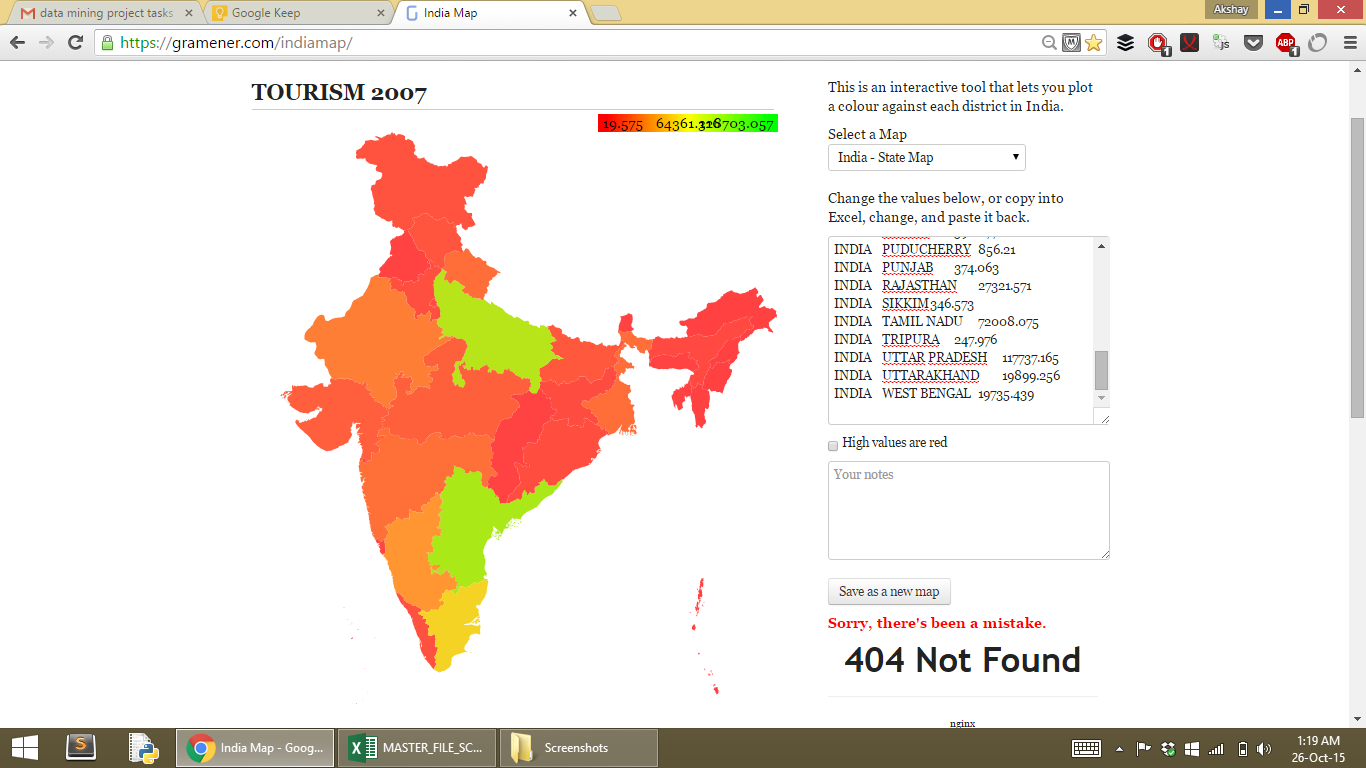 data mining project tasks
Google Keep
India Map
Akshay
https://gramener.com/indiamap/
js
ABP
1
1
TOURISM 2007
19.575 64361.316 128703.057
This is an interactive tool that lets you plot
a colour against each district in India.
Select a Map
India - State Map
Change the values below, or copy into
Excel, change, and paste it back.
INDIA PUDUCHERRY 856.21
INDIA PUNJAB 374.063
INDIA RAJASTHAN 27321.571
INDIA SIKKIM 346.573
INDIA TAMIL NADU 72008.075
INDIA TRIPURA 247.976
INDIA UTTAR PRADESH 117737.165
INDIA UTTARAKHAND 19899.256
INDIA WEST BENGAL 19735.439
High values are red
Your notes
Save as a new map
Sorry, there's been a mistake.
404 Not Found
nginx
India Map - Goog...
MASTER_FILE_SC...
Screenshots
1:19 AM
26-Oct-15